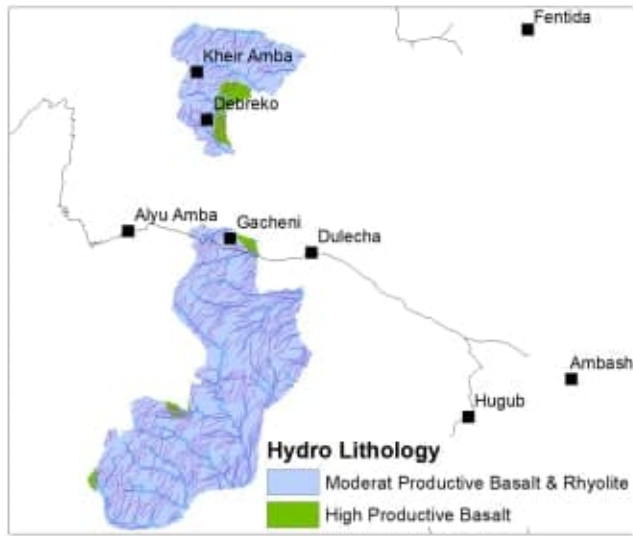 Fentida
Kheir Amba
Debreko
Alyu Amba
Gacheni
Dulecha
Ambash
Hugub
Hydro Lithology
Moderat Productive Basalt & Rhyolite
High Productive Basalt